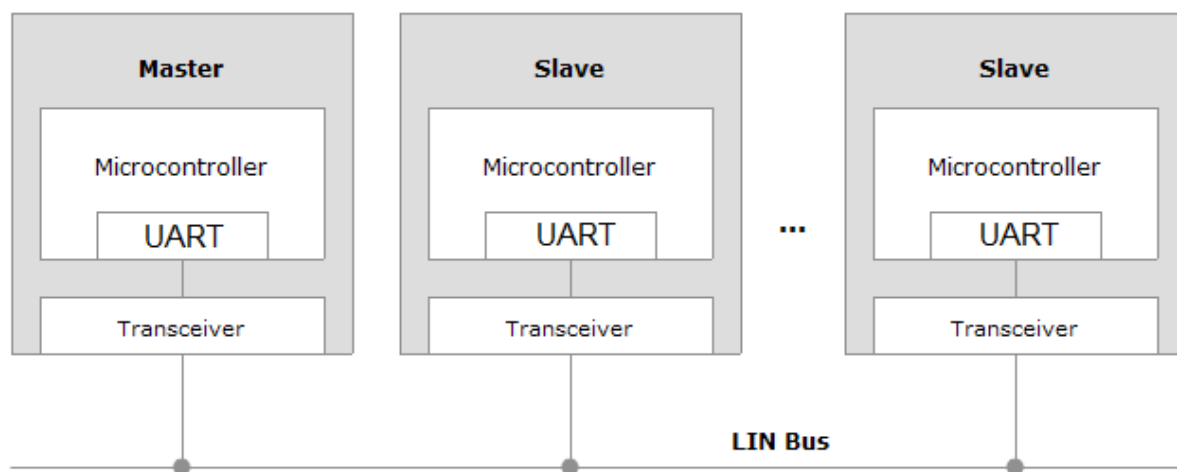 Master
Microcontroller
UART
Transceiver
Slave
Microcontroller
UART
Transceiver
...
Slave
Microcontroller
UART
Transceiver
LIN Bus